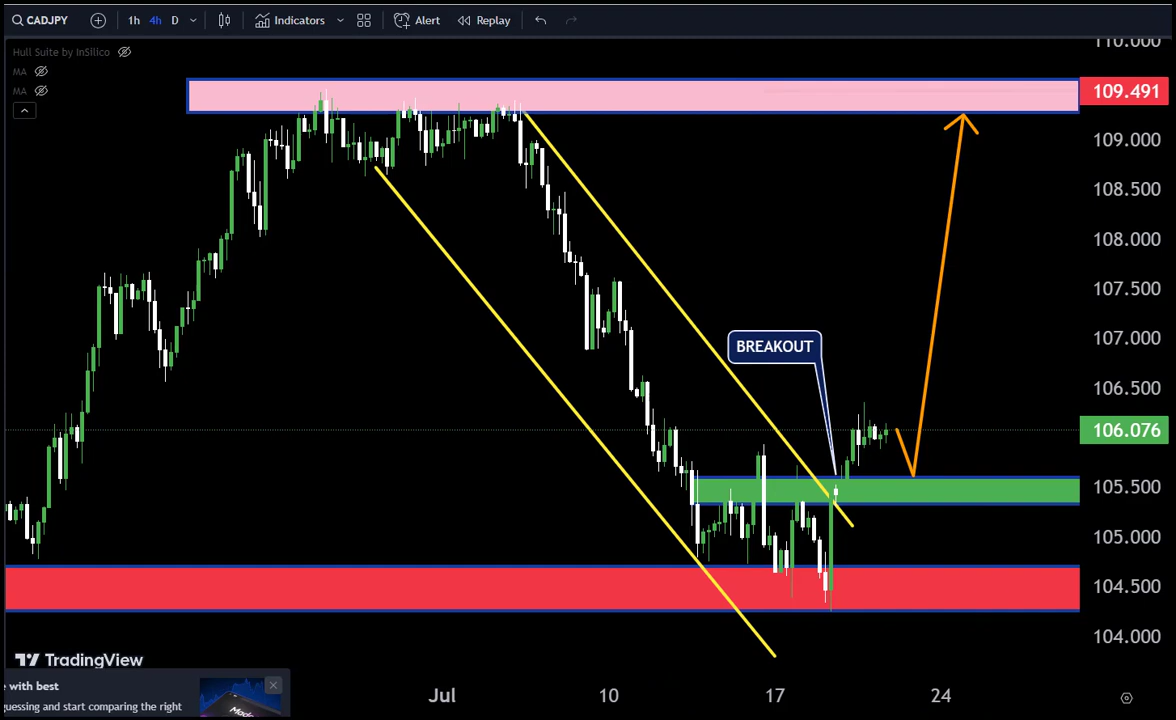 CADJPY
1h 4h D
Indicators
Alert
Replay
Hull Suite by InSilico
MA
MA
110.000
109.491
109.000
108.500
108.000
107.500
107.000
106.500
106.076
105.500
105.000
104.500
104.000
BREAKOUT
TradingView
e with best
guessing and start comparing the right
Made
Jul 10 17 24